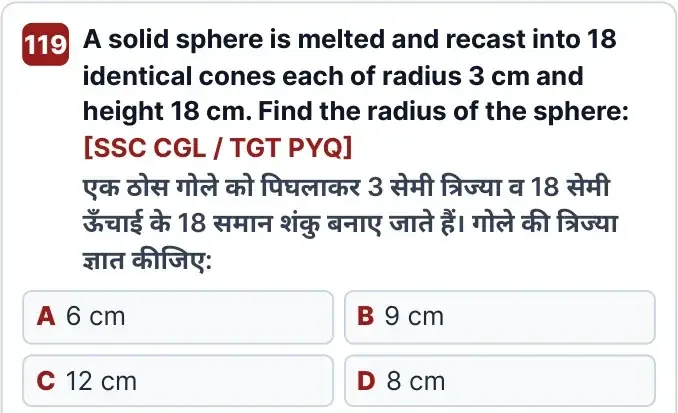 119 A solid sphere is melted and recast into 18
identical cones each of radius 3 cm and
height 18 cm. Find the radius of the sphere:
[SSC CGL / TGT PYQ]
एक ठोस गोले को पिघलाकर 3 सेमी त्रिज्या व 18 सेमी
ऊँचाई के 18 समान शंकु बनाए जाते हैं। गोले की त्रिज्या
ज्ञात कीजिए:
A 6 cm
B 9 cm
C 12 cm
D 8 cm